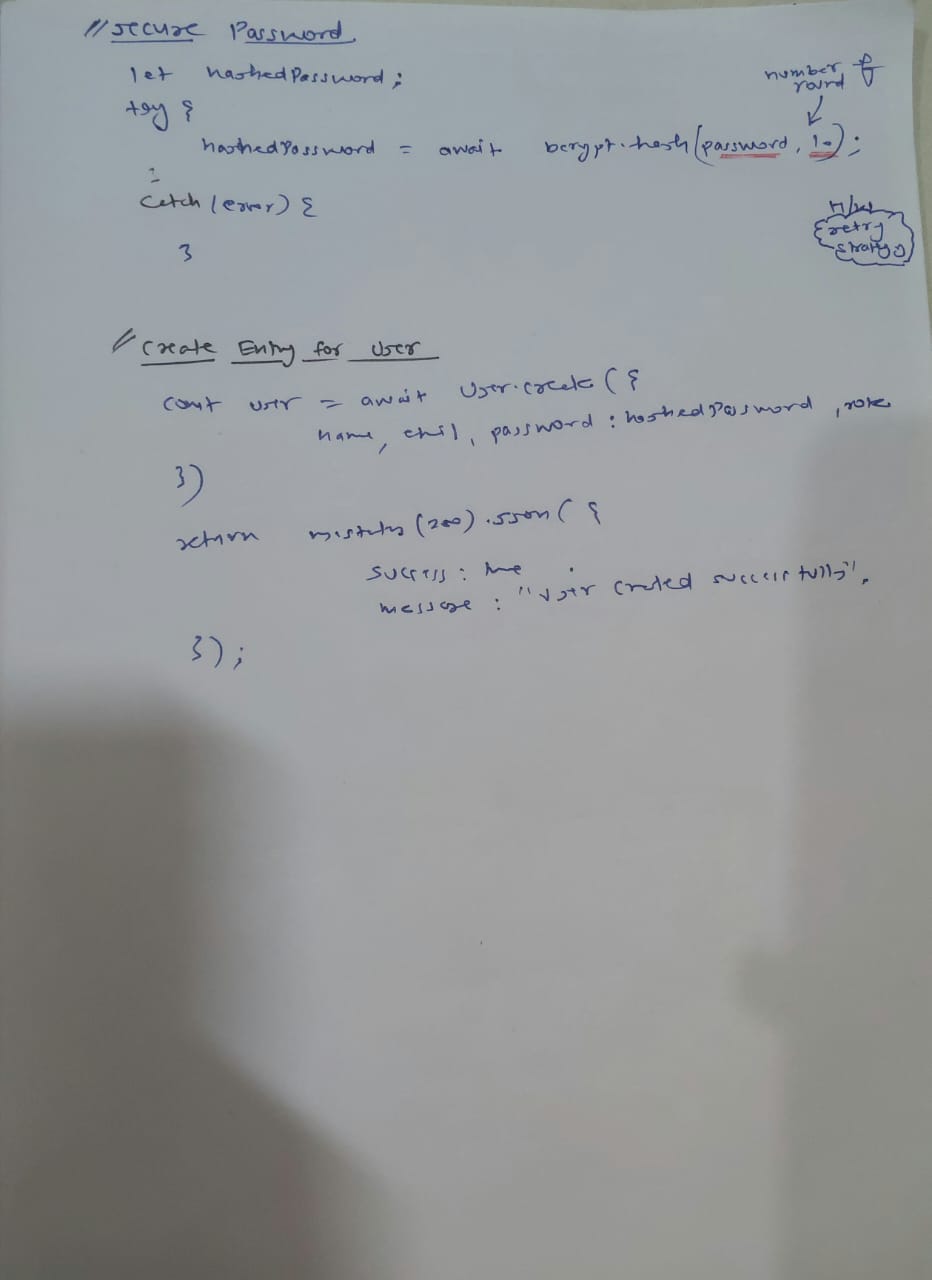 // Secure Password
let hashedPassword;
try {
number of
round
hashedPassword = await bcrypt.hash(password, 10);
}
catch (error) {
}
H/W
retry
strategy
// Create Entry for User
const user = await User.create({
name, email, password : hashedPassword, role
})
return res.status(200).json({
success : true
message : "User created successfully",
});